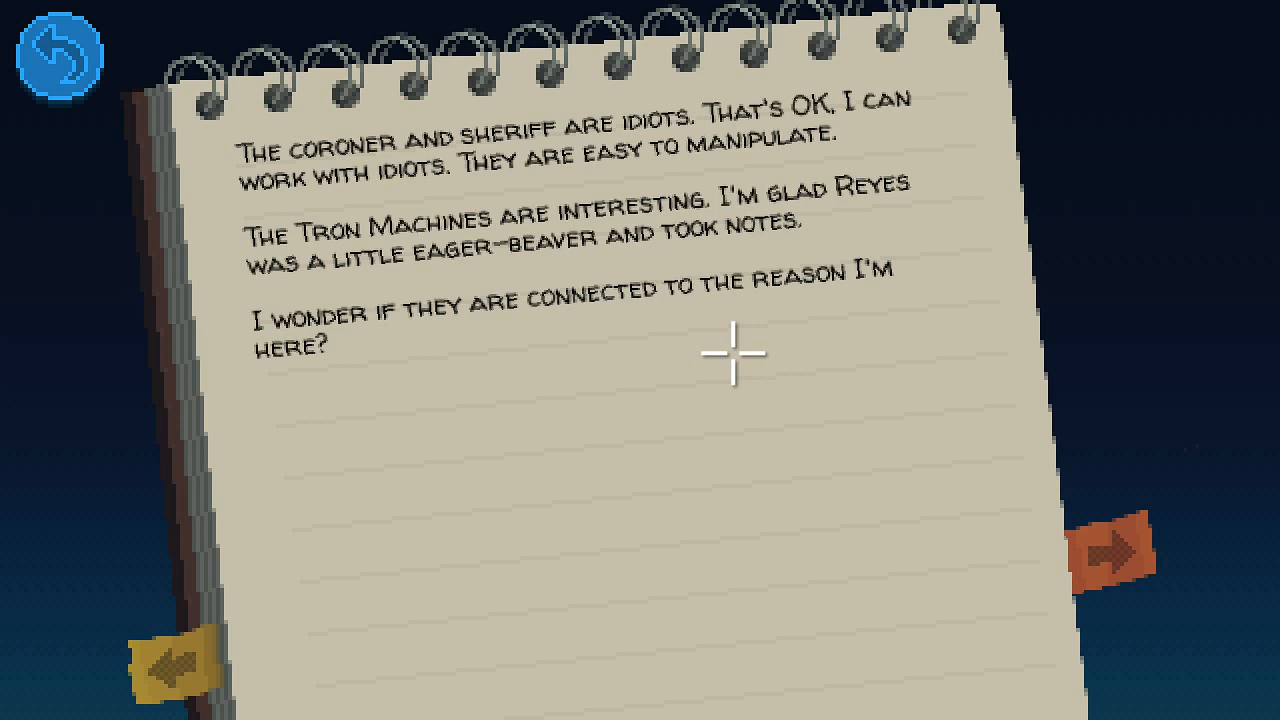 The coroner and sheriff are idiots. That's OK, I can
work with idiots. They are easy to manipulate.
The Tron Machines are interesting. I'm glad Reyes
was a little eager-beaver and took notes.
I wonder if they are connected to the reason I'm
here?